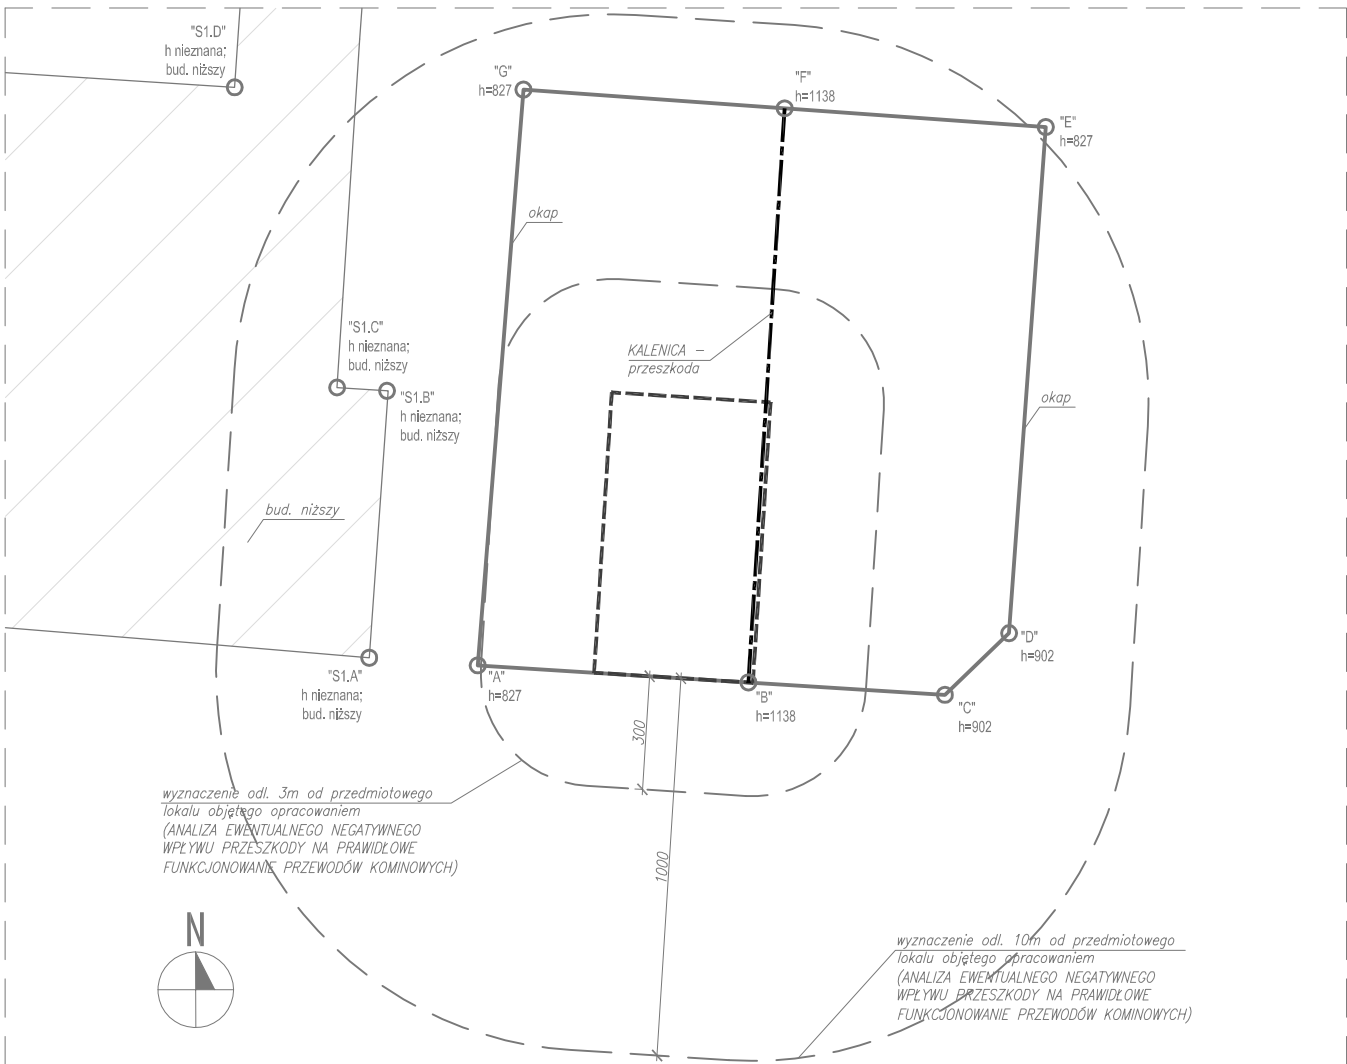 "S1.D"
h nieznana;
bud. niższy
"G"
h=827
"F"
h=1138
"E"
h=827
okap
"S1.C"
h nieznana;
bud. niższy
KALENICA –
przeszkoda
"S1.B"
h nieznana;
bud. niższy
okap
bud. niższy
"D"
h=902
"S1.A"
h nieznana;
bud. niższy
"A"
h=827
"B"
h=1138
"C"
h=902
300
1000
wyznaczenie odl. 3m od przedmiotowego
lokalu objętego opracowaniem
(ANALIZA EWENTUALNEGO NEGATYWNEGO
WPŁYWU PRZESZKODY NA PRAWIDŁOWE
FUNKCJONOWANIE PRZEWODÓW KOMINOWYCH)
N
wyznaczenie odl. 10m od przedmiotowego
lokalu objętego opracowaniem
(ANALIZA EWENTUALNEGO NEGATYWNEGO
WPŁYWU PRZESZKODY NA PRAWIDŁOWE
FUNKCJONOWANIE PRZEWODÓW KOMINOWYCH)